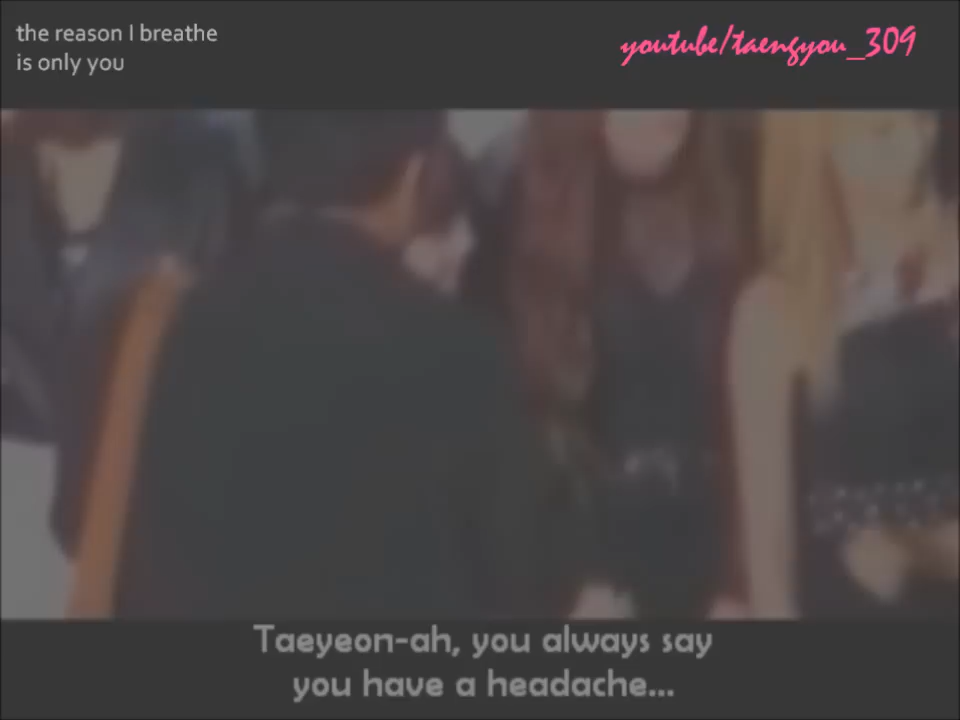 the reason I breathe
is only you
youtube/taengyou_309
Taeyeon-ah, you always say
you have a headache...